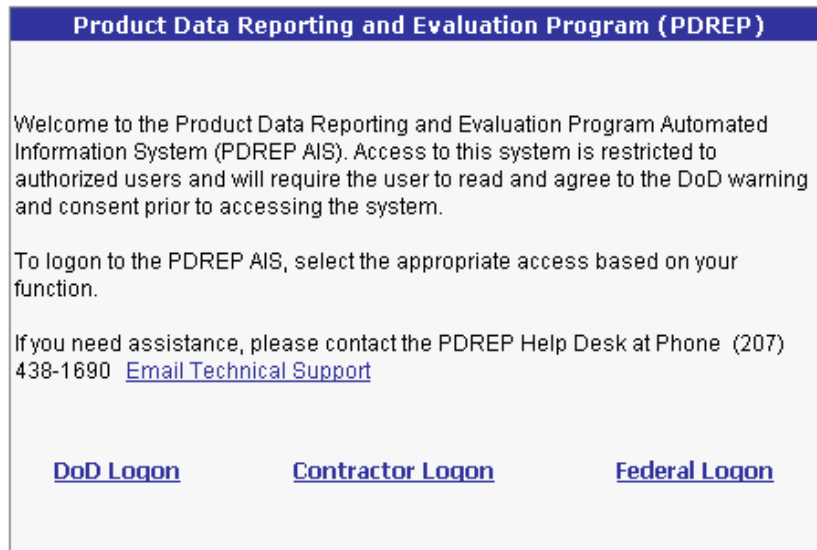 Product Data Reporting and Evaluation Program (PDREP)
Welcome to the Product Data Reporting and Evaluation Program Automated
Information System (PDREP AIS). Access to this system is restricted to
authorized users and will require the user to read and agree to the DoD warning
and consent prior to accessing the system.
To logon to the PDREP AIS, select the appropriate access based on your
function.
If you need assistance, please contact the PDREP Help Desk at Phone (207)
438-1690 Email Technical Support
DoD Logon Contractor Logon Federal Logon